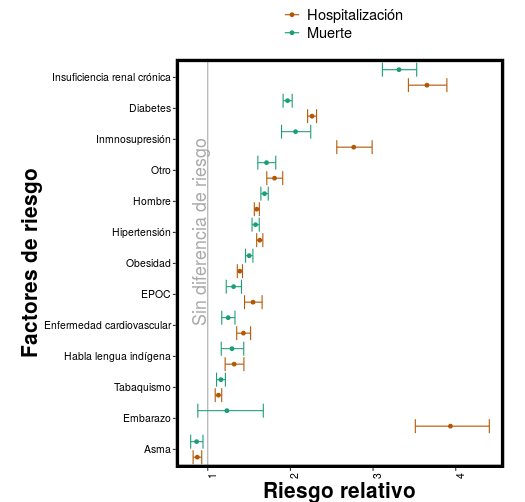 Hospitalización
Muerte
Insuficiencia renal crónica
Diabetes
Inmnosupresión
Otro
Hombre
Hipertensión
Obesidad
EPOC
Enfermedad cardiovascular
Habla lengua indígena
Tabaquismo
Embarazo
Asma
Factores de riesgo
Sin diferencia de riesgo
1
2
3
4
Riesgo relativo